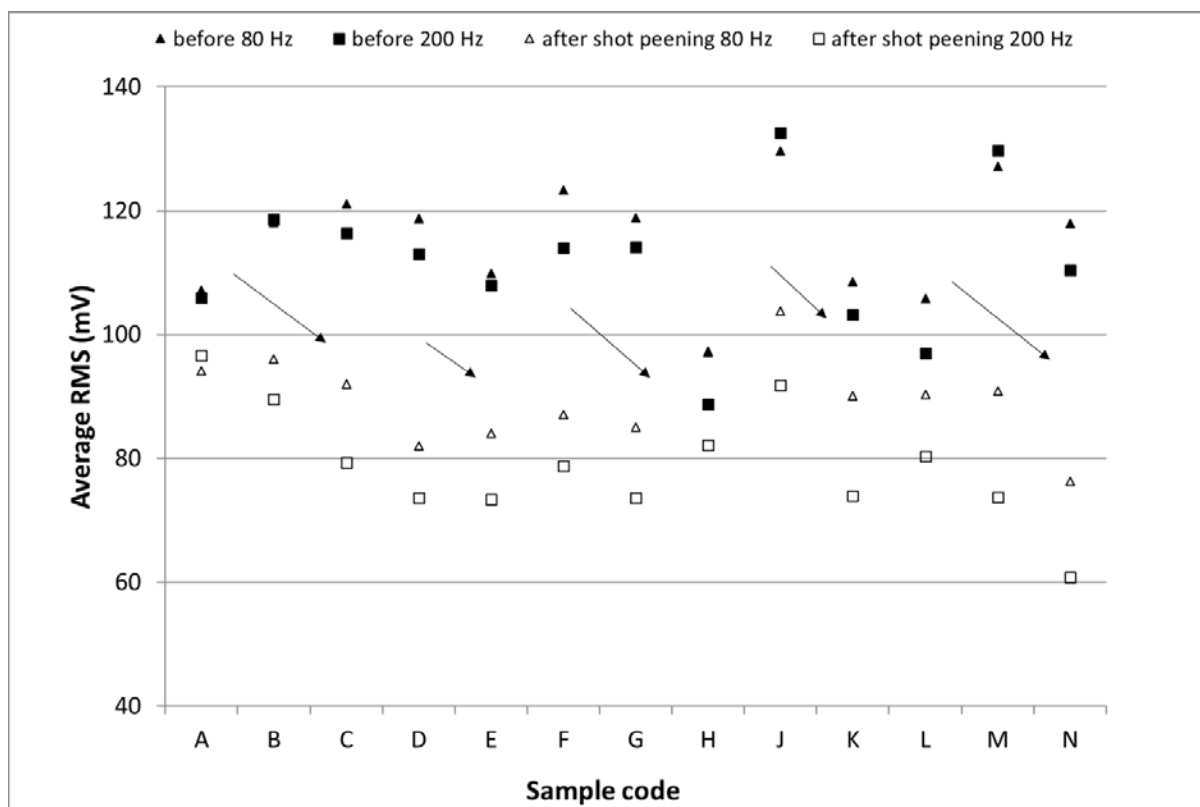 before 80 Hz before 200 Hz after shot peening 80 Hz after shot peening 200 Hz
140
120
100
80
60
40
Average RMS (mV)
A B C D E F G H J K L M N
Sample code